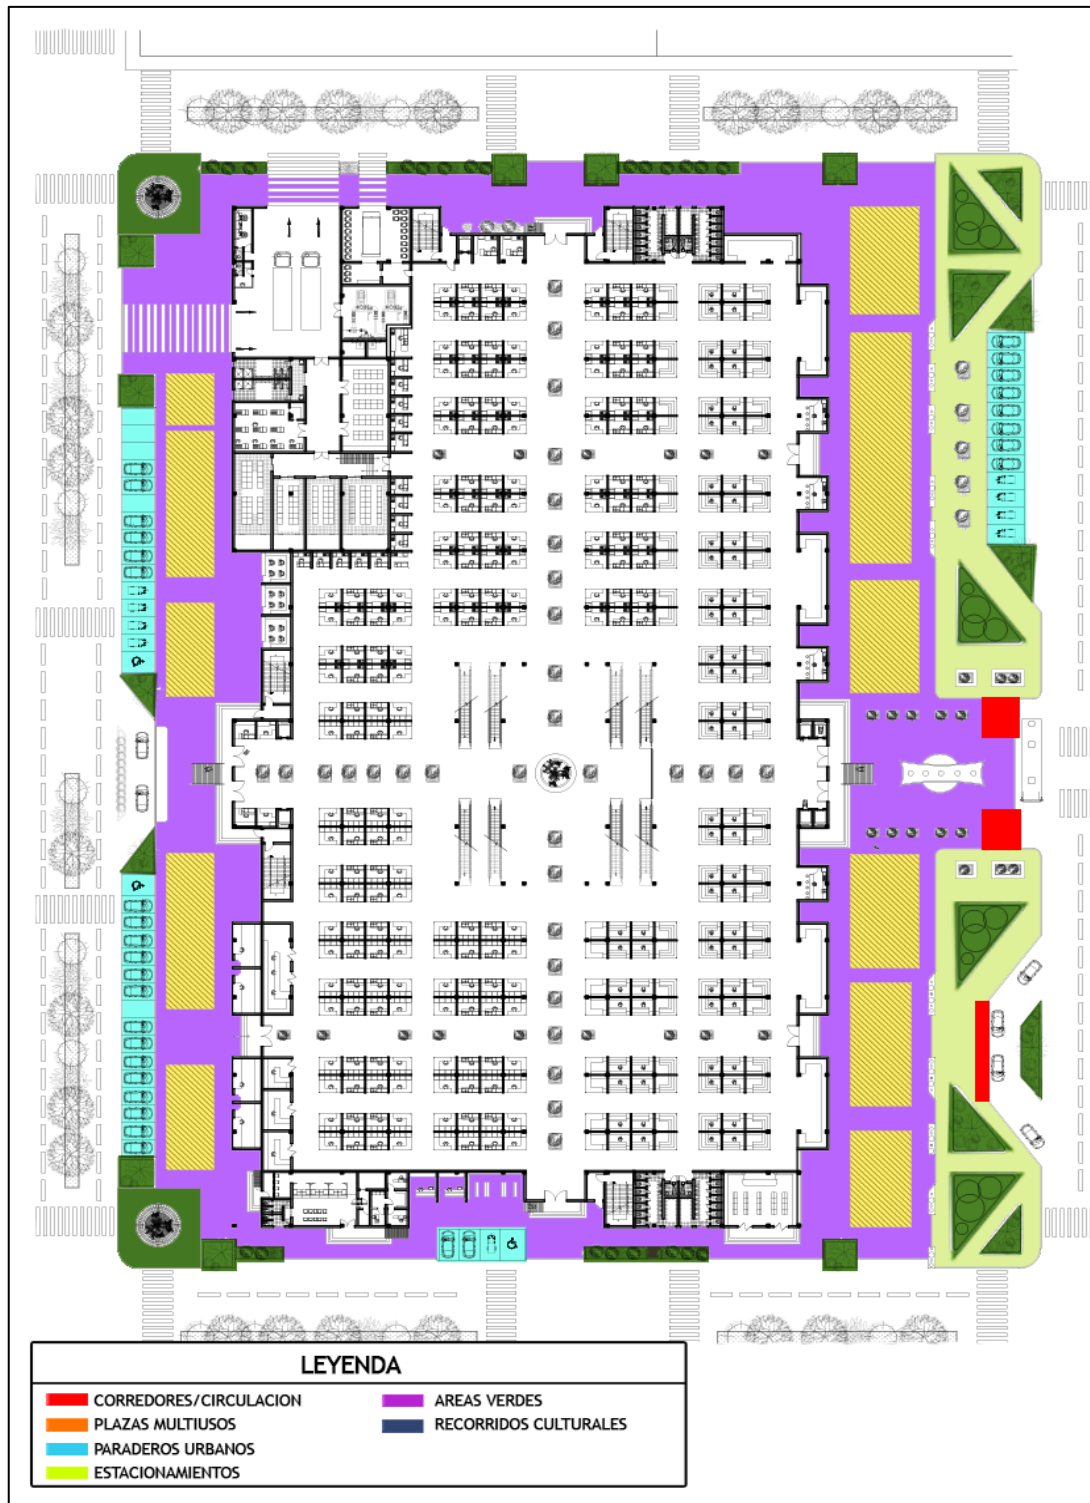 LEYENDA
CORREDORES/CIRCULACION
PLAZAS MULTIUSOS
PARADEROS URBANOS
ESTACIONAMIENTOS
AREAS VERDES
RECORRIDOS CULTURALES